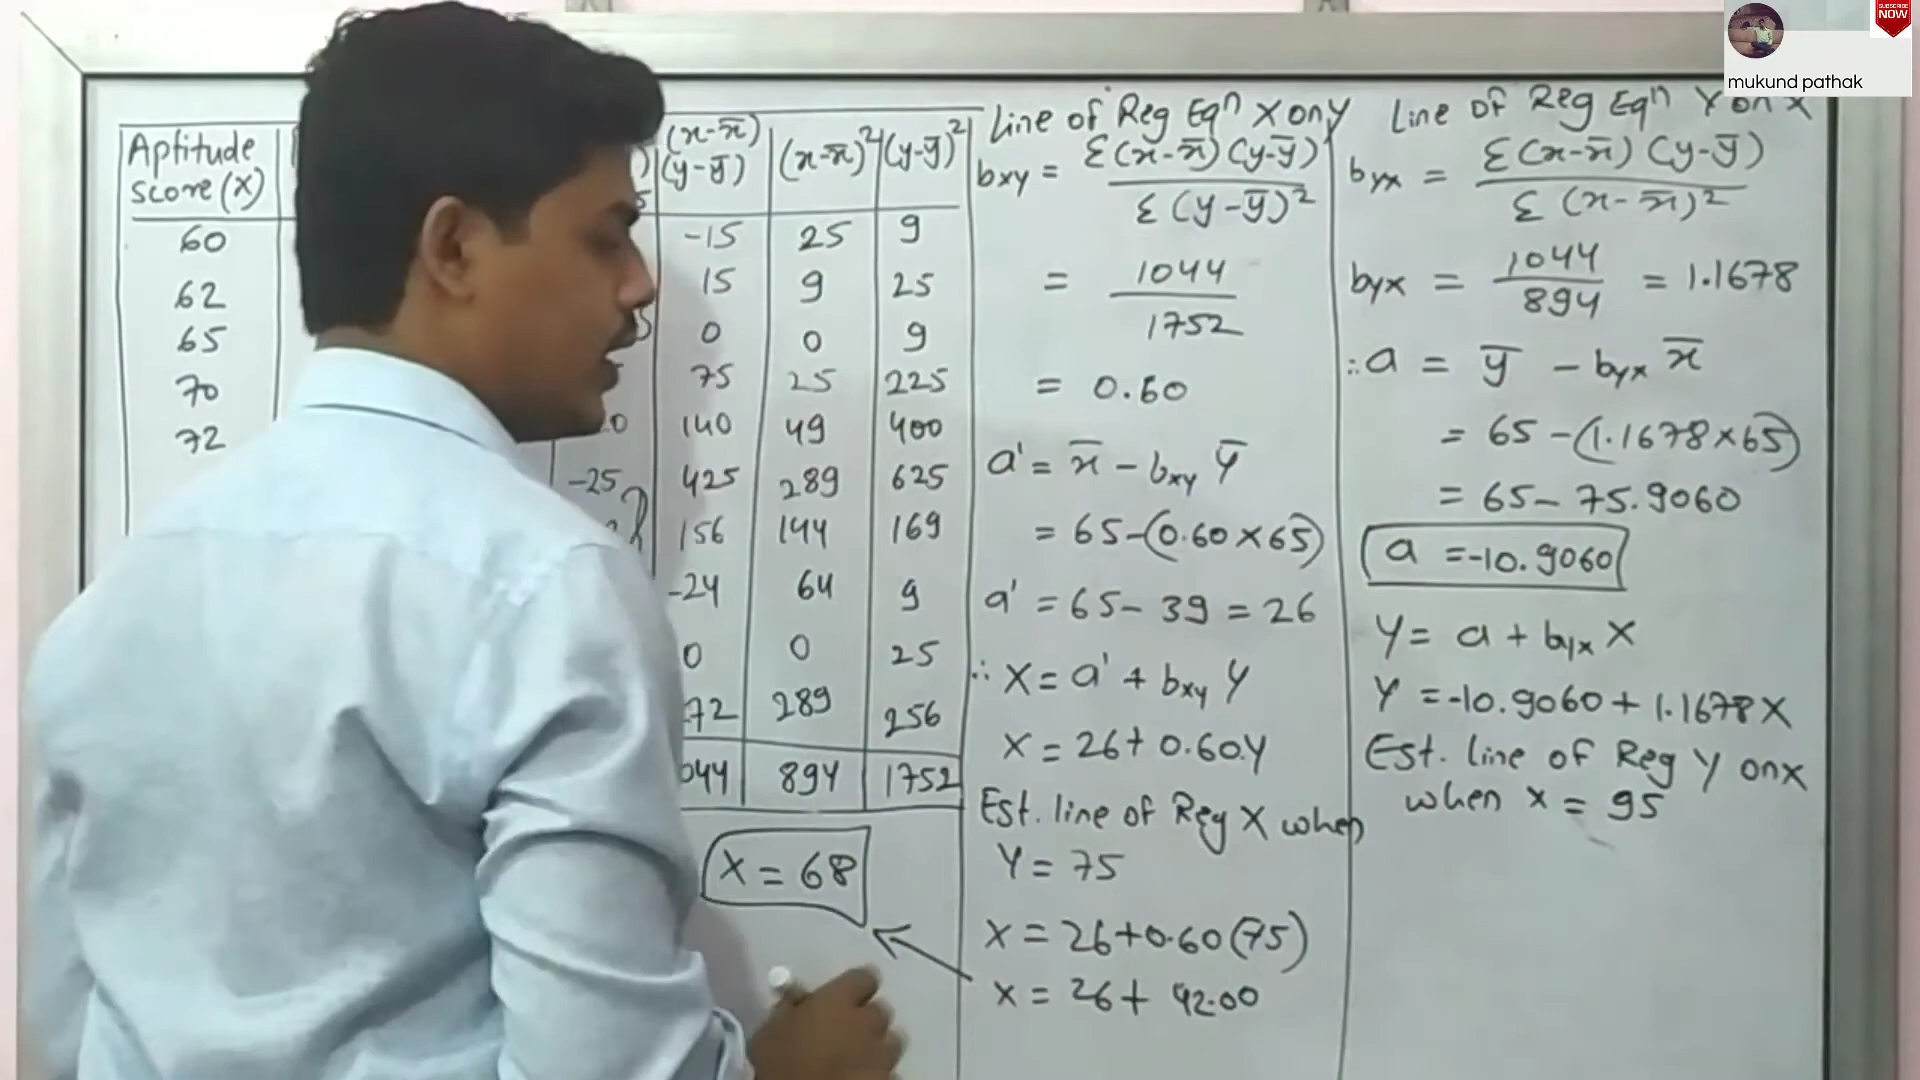 SUBSCRIBE
NOW
mukund pathak
Aptitude
score (X)
60
62
65
70
72
-25
(x-x̄)
(y-ȳ)
-15
15
0
75
140
425
156
-24
0
72
044
(x-x̄)²
25
9
0
25
49
289
144
64
0
289
894
(y-ȳ)²
9
25
9
225
400
625
169
9
25
256
1752
X = 68
Line of Reg Eqⁿ X on Y
bxy = Σ(x-x̄)(y-ȳ)
Σ(y-ȳ)²
= 1044
1752
= 0.60
a' = x̄ - bxy ȳ
= 65-(0.60×65)
a' = 65-39 = 26
∴ X = a' + bxy Y
X = 26+ 0.60.Y
Est. line of Reg X when
Y = 75
X = 26+0.60(75)
X = 26+ 42.00
Line of Reg Eqⁿ Y on X
byx = Σ(x-x̄)(y-ȳ)
Σ(x-x̄)²
byx = 1044 = 1.1678
894
∴ a = ȳ - byx x̄
= 65-(1.1678×65)
= 65- 75.9060
a =-10.9060
Y= a + byx X
Y =-10.9060+1.1678X
Est. line of Reg Y on x
when x = 95